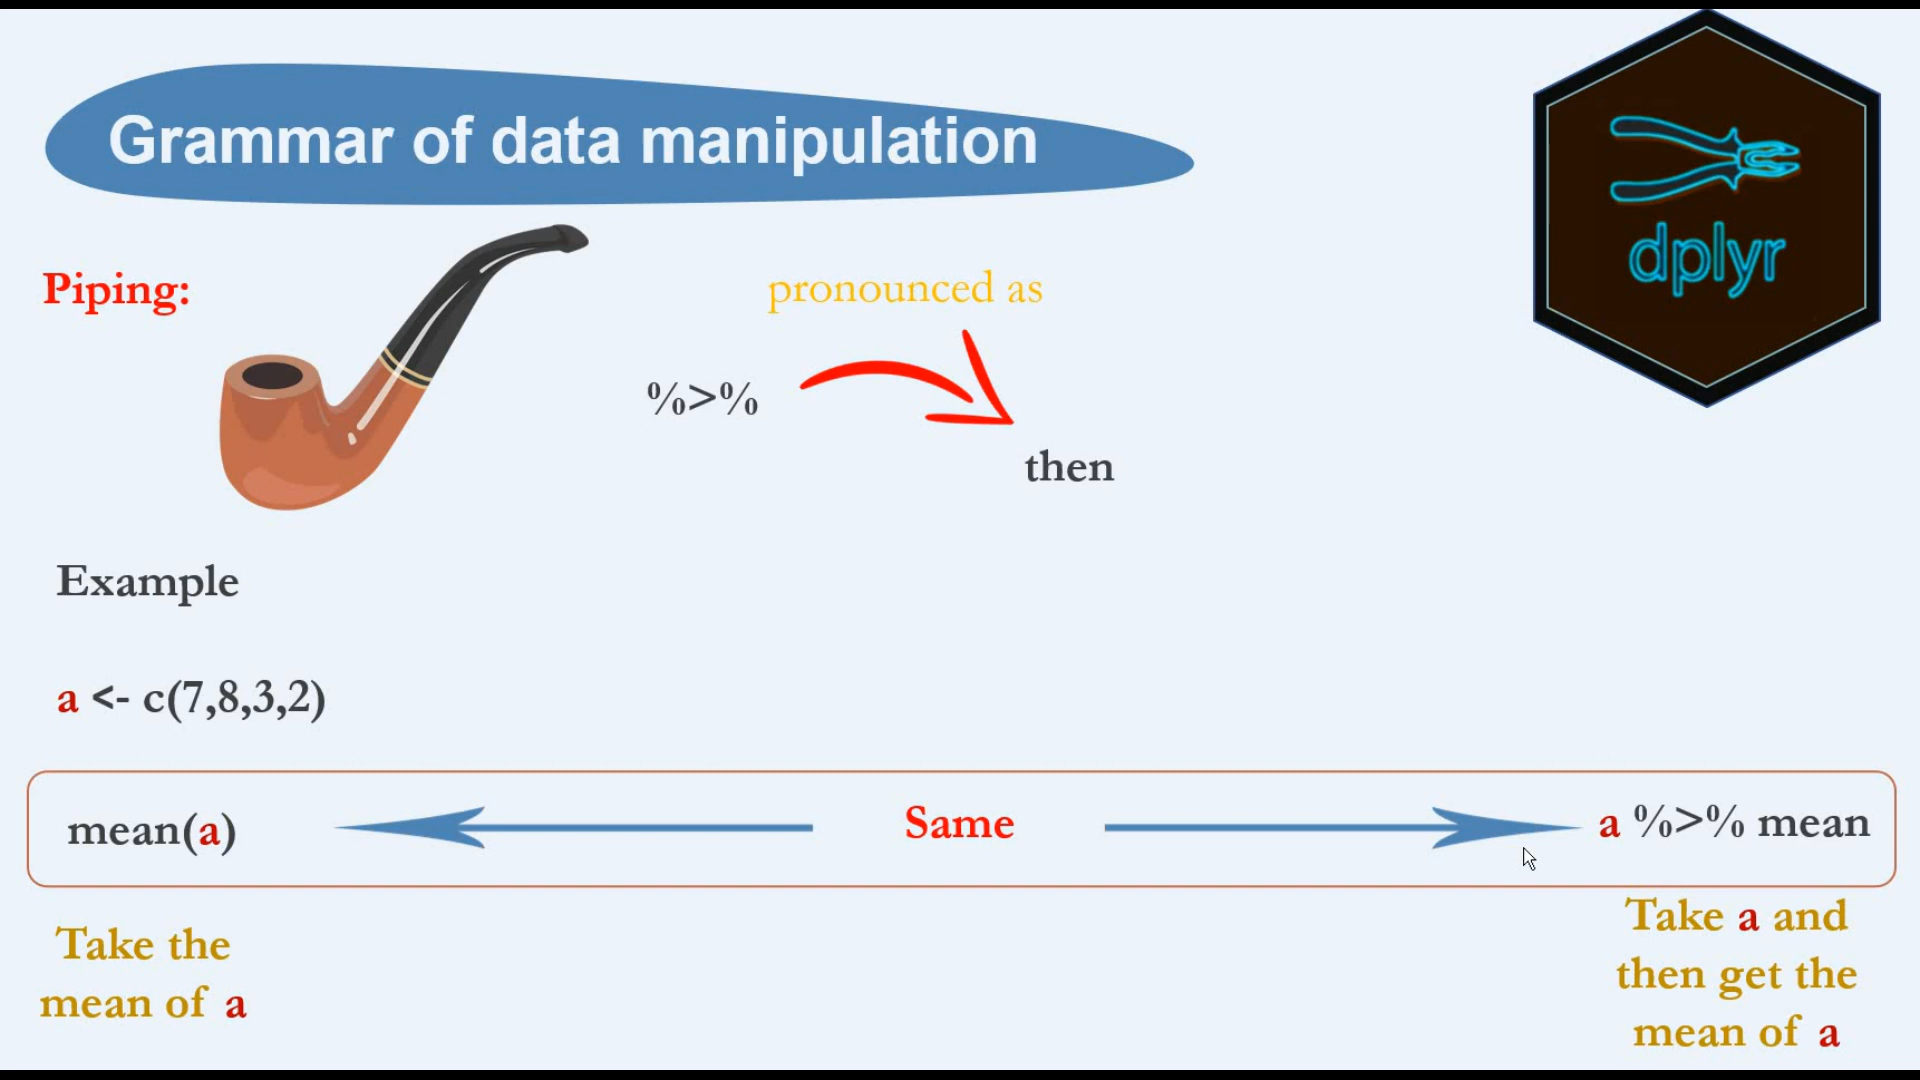 Grammar of data manipulation
dplyr
Piping:
pronounced as
%>%
then
Example
a <- c(7,8,3,2)
mean(a)
Same
a %>% mean
Take the
mean of a
Take a and
then get the
mean of a